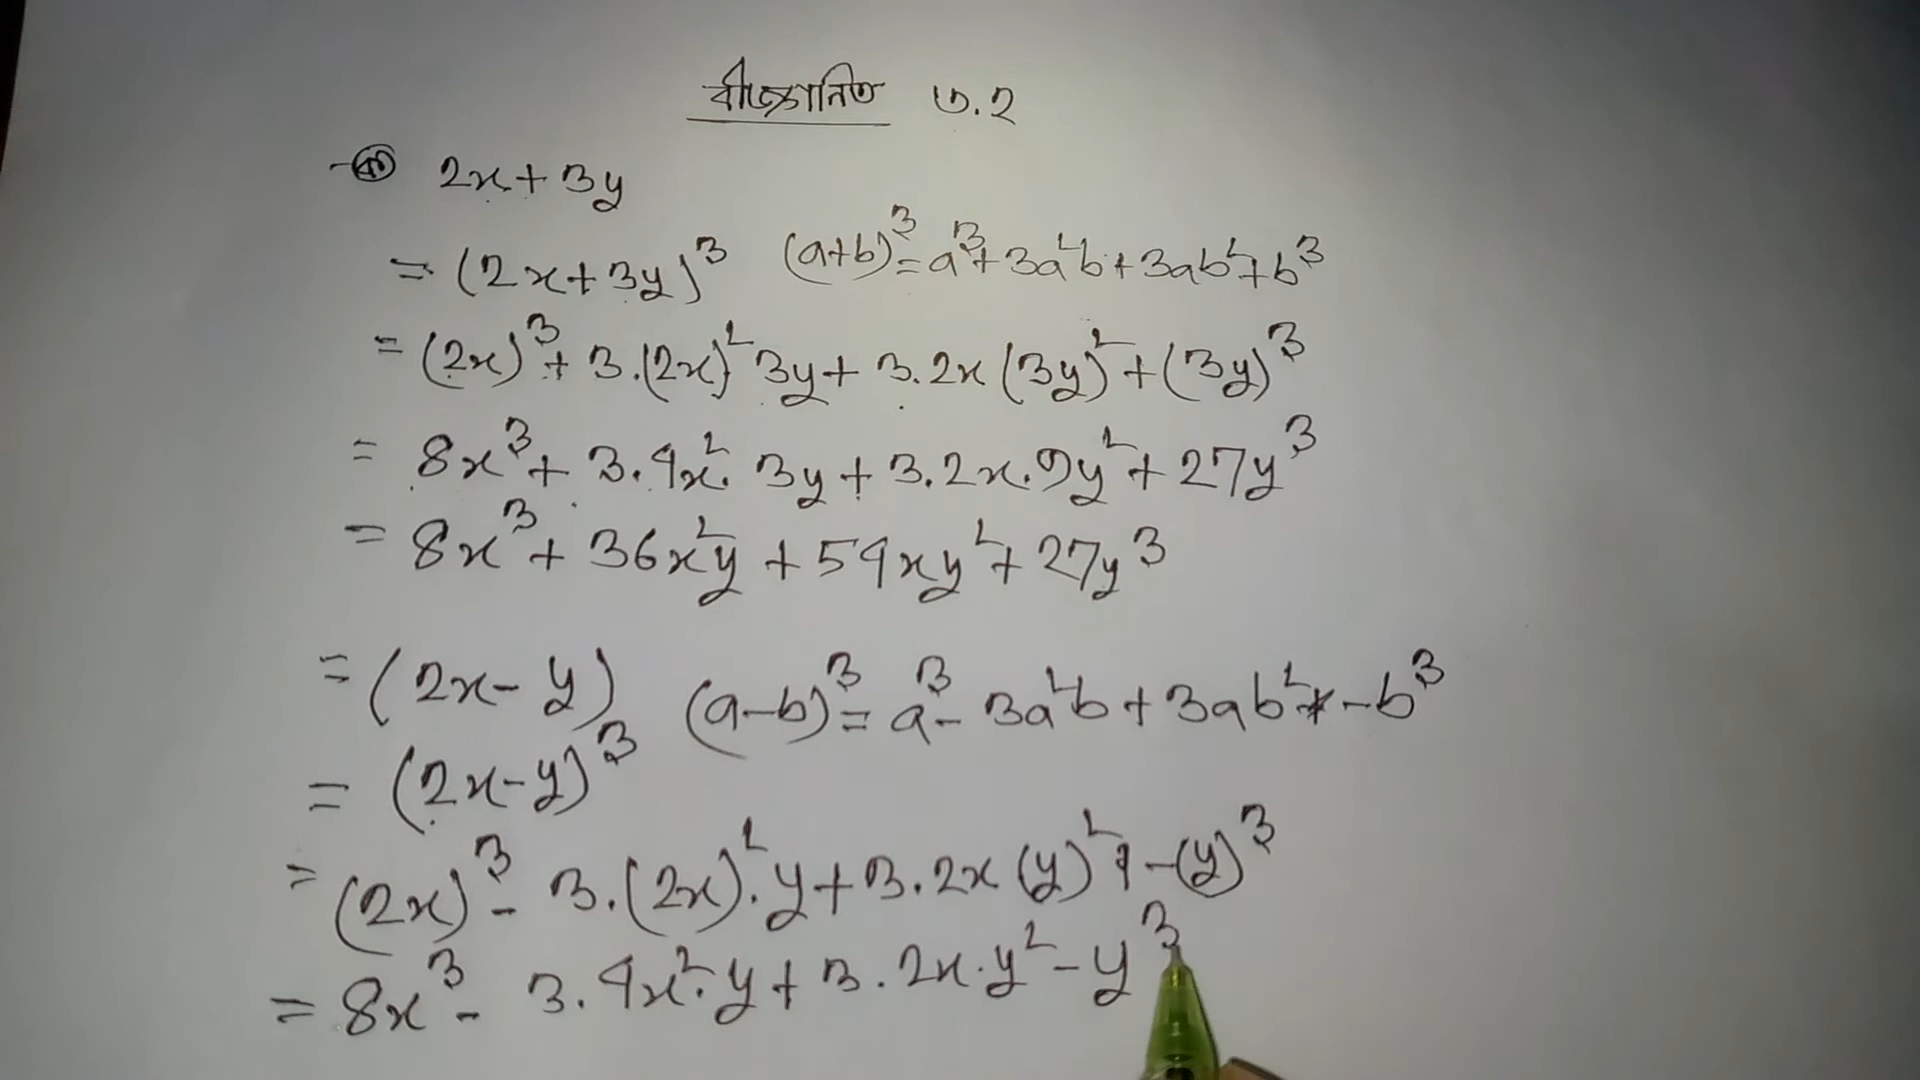 বীজগনিত ৩.২
ক 2x + 3y
= (2x + 3y)³ (a+b)³ = a³ + 3a²b + 3ab² + b³
= (2x)³ + 3.(2x)² 3y + 3.2x (3y)² + (3y)³
= 8x³ + 3.4x². 3y + 3.2x.9y² + 27y³
= 8x³ + 36x²y + 54xy² + 27y³
= (2x - y) (a-b)³ = a³ - 3a²b + 3ab² - b³
= (2x-y)³
= (2x)³ - 3.(2x)².y + 3.2x (y)² - (y)³
= 8x³ - 3.4x².y + 3.2x.y² - y³